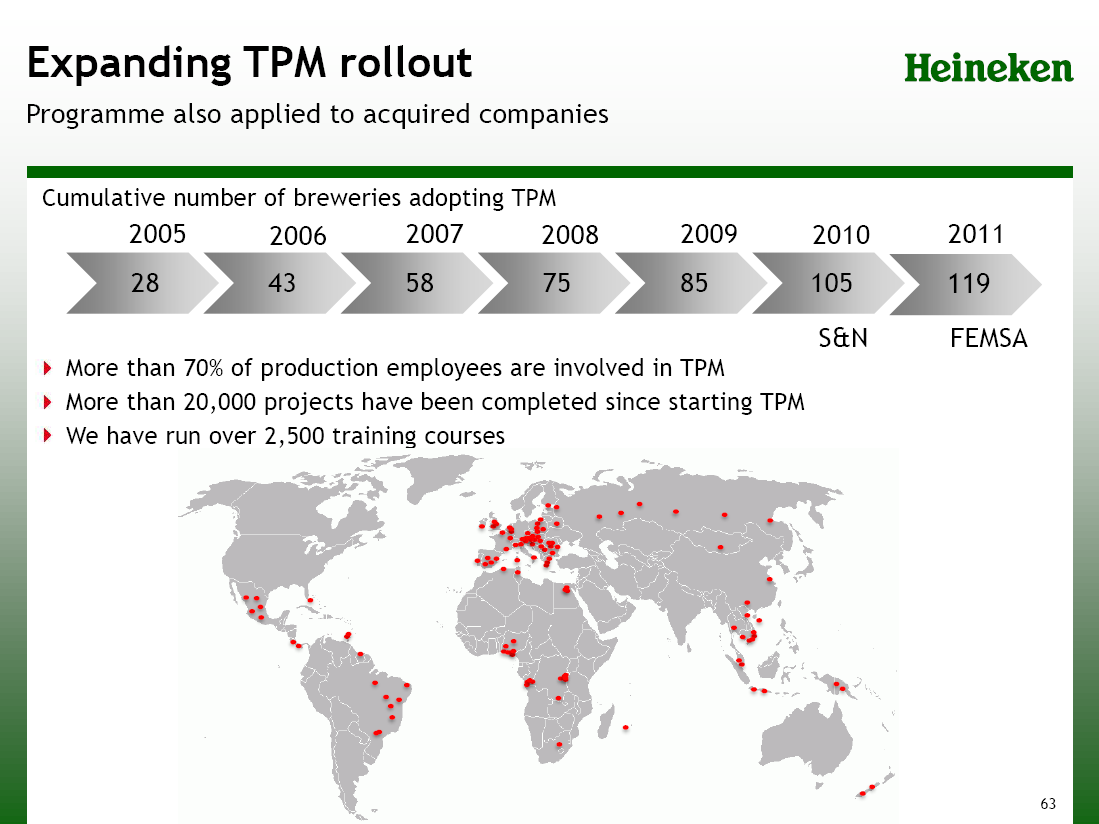 Expanding TPM rollout
Heineken
Programme also applied to acquired companies
Cumulative number of breweries adopting TPM
2005 2006 2007 2008 2009 2010 2011
28 43 58 75 85 105 119
S&N FEMSA
More than 70% of production employees are involved in TPM
More than 20,000 projects have been completed since starting TPM
We have run over 2,500 training courses
63